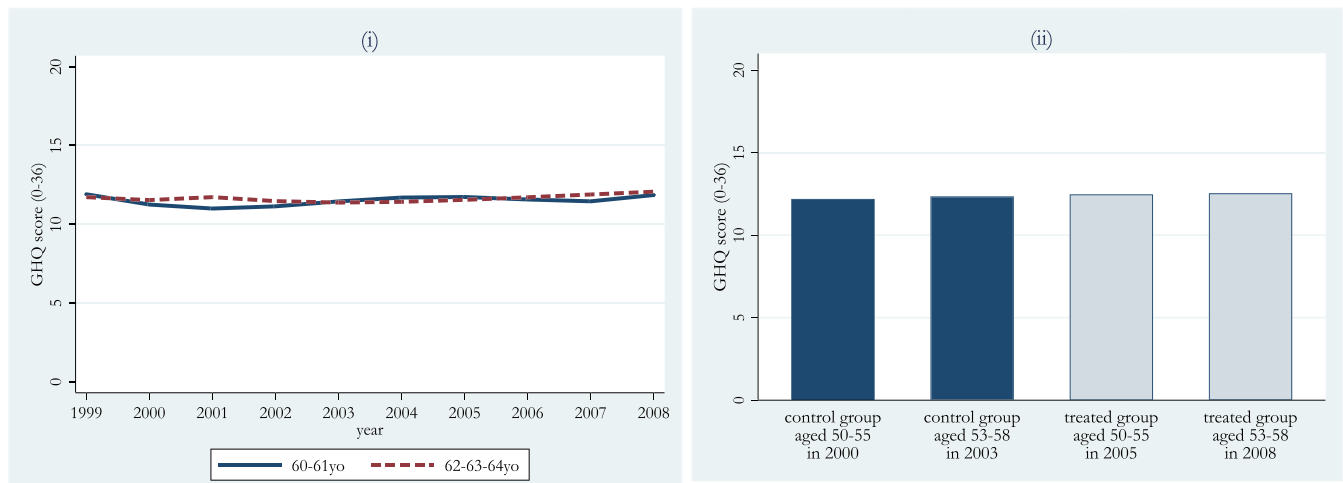 (i)
20
15
10
5
0
GHQ score (0-36)
1999 2000 2001 2002 2003 2004 2005 2006 2007 2008
year
60-61yo 62-63-64yo
(ii)
20
15
10
5
0
GHQ score (0-36)
control group control group treated group treated group
aged 50-55 aged 53-58 aged 50-55 aged 53-58
in 2000 in 2003 in 2005 in 2008